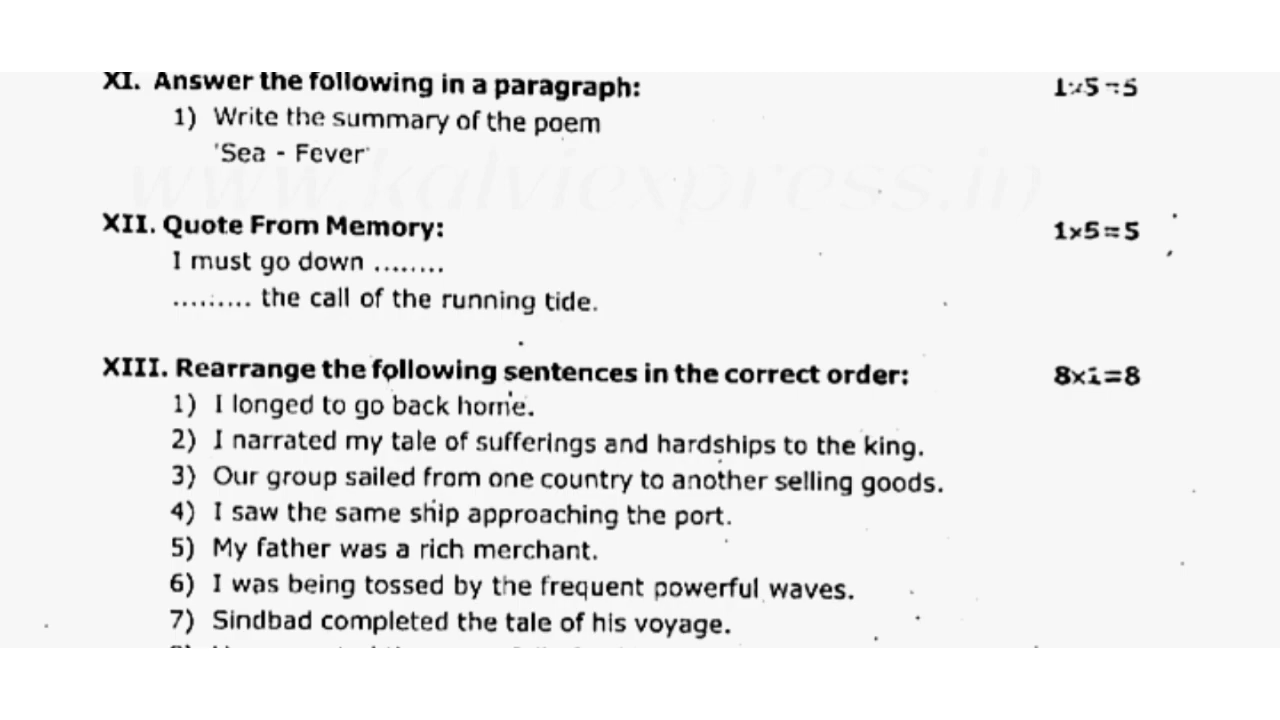 XI. Answer the following in a paragraph: 1×5=5
1) Write the summary of the poem
'Sea - Fever'
www.kalviexpress.in
XII. Quote From Memory: 1×5=5
I must go down ........
......... the call of the running tide.
XIII. Rearrange the following sentences in the correct order: 8×1=8
1) I longed to go back home.
2) I narrated my tale of sufferings and hardships to the king.
3) Our group sailed from one country to another selling goods.
4) I saw the same ship approaching the port.
5) My father was a rich merchant.
6) I was being tossed by the frequent powerful waves.
7) Sindbad completed the tale of his voyage.